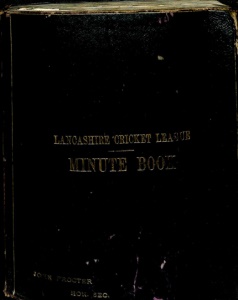 LANCASHIRE CRICKET LEAGUE
MINUTE BOOK
JOHN PROCTER
HON. SEC.